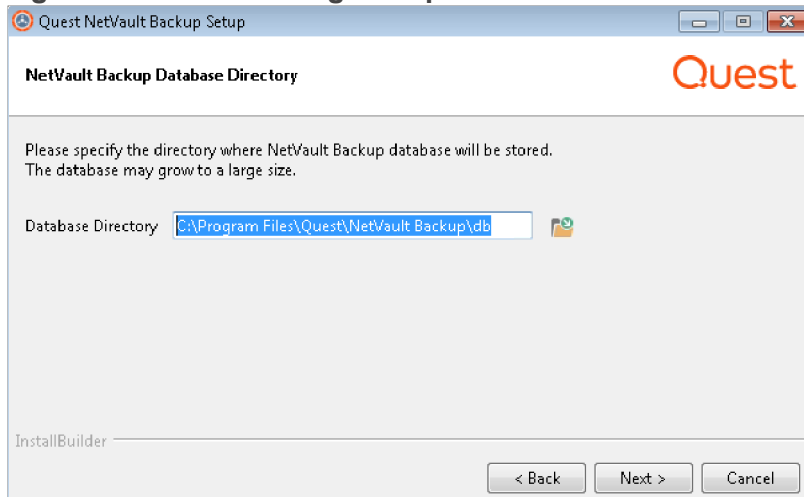 Quest NetVault Backup Setup
NetVault Backup Database Directory
Quest
Please specify the directory where NetVault Backup database will be stored.
The database may grow to a large size.
Database Directory C:\Program Files\Quest\NetVault Backup\db
InstallBuilder
< Back Next > Cancel